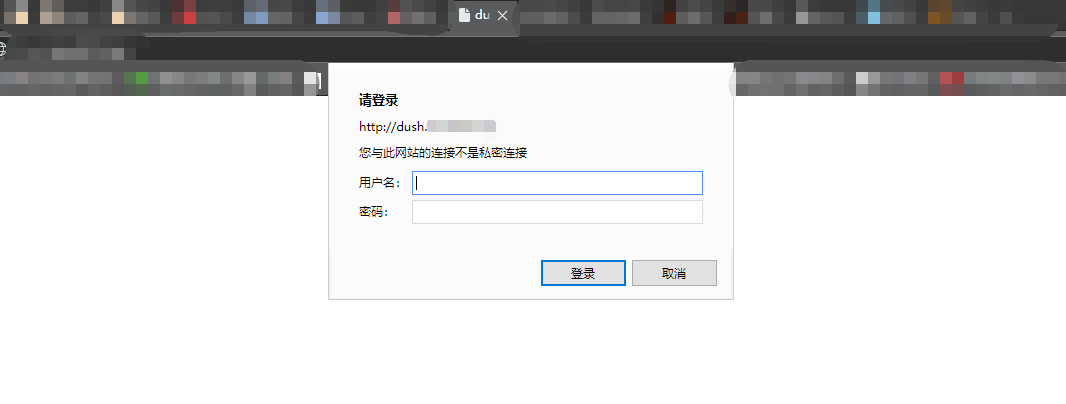 du
请登录
http://dush.
您与此网站的连接不是私密连接
用户名：
密码：
登录 取消